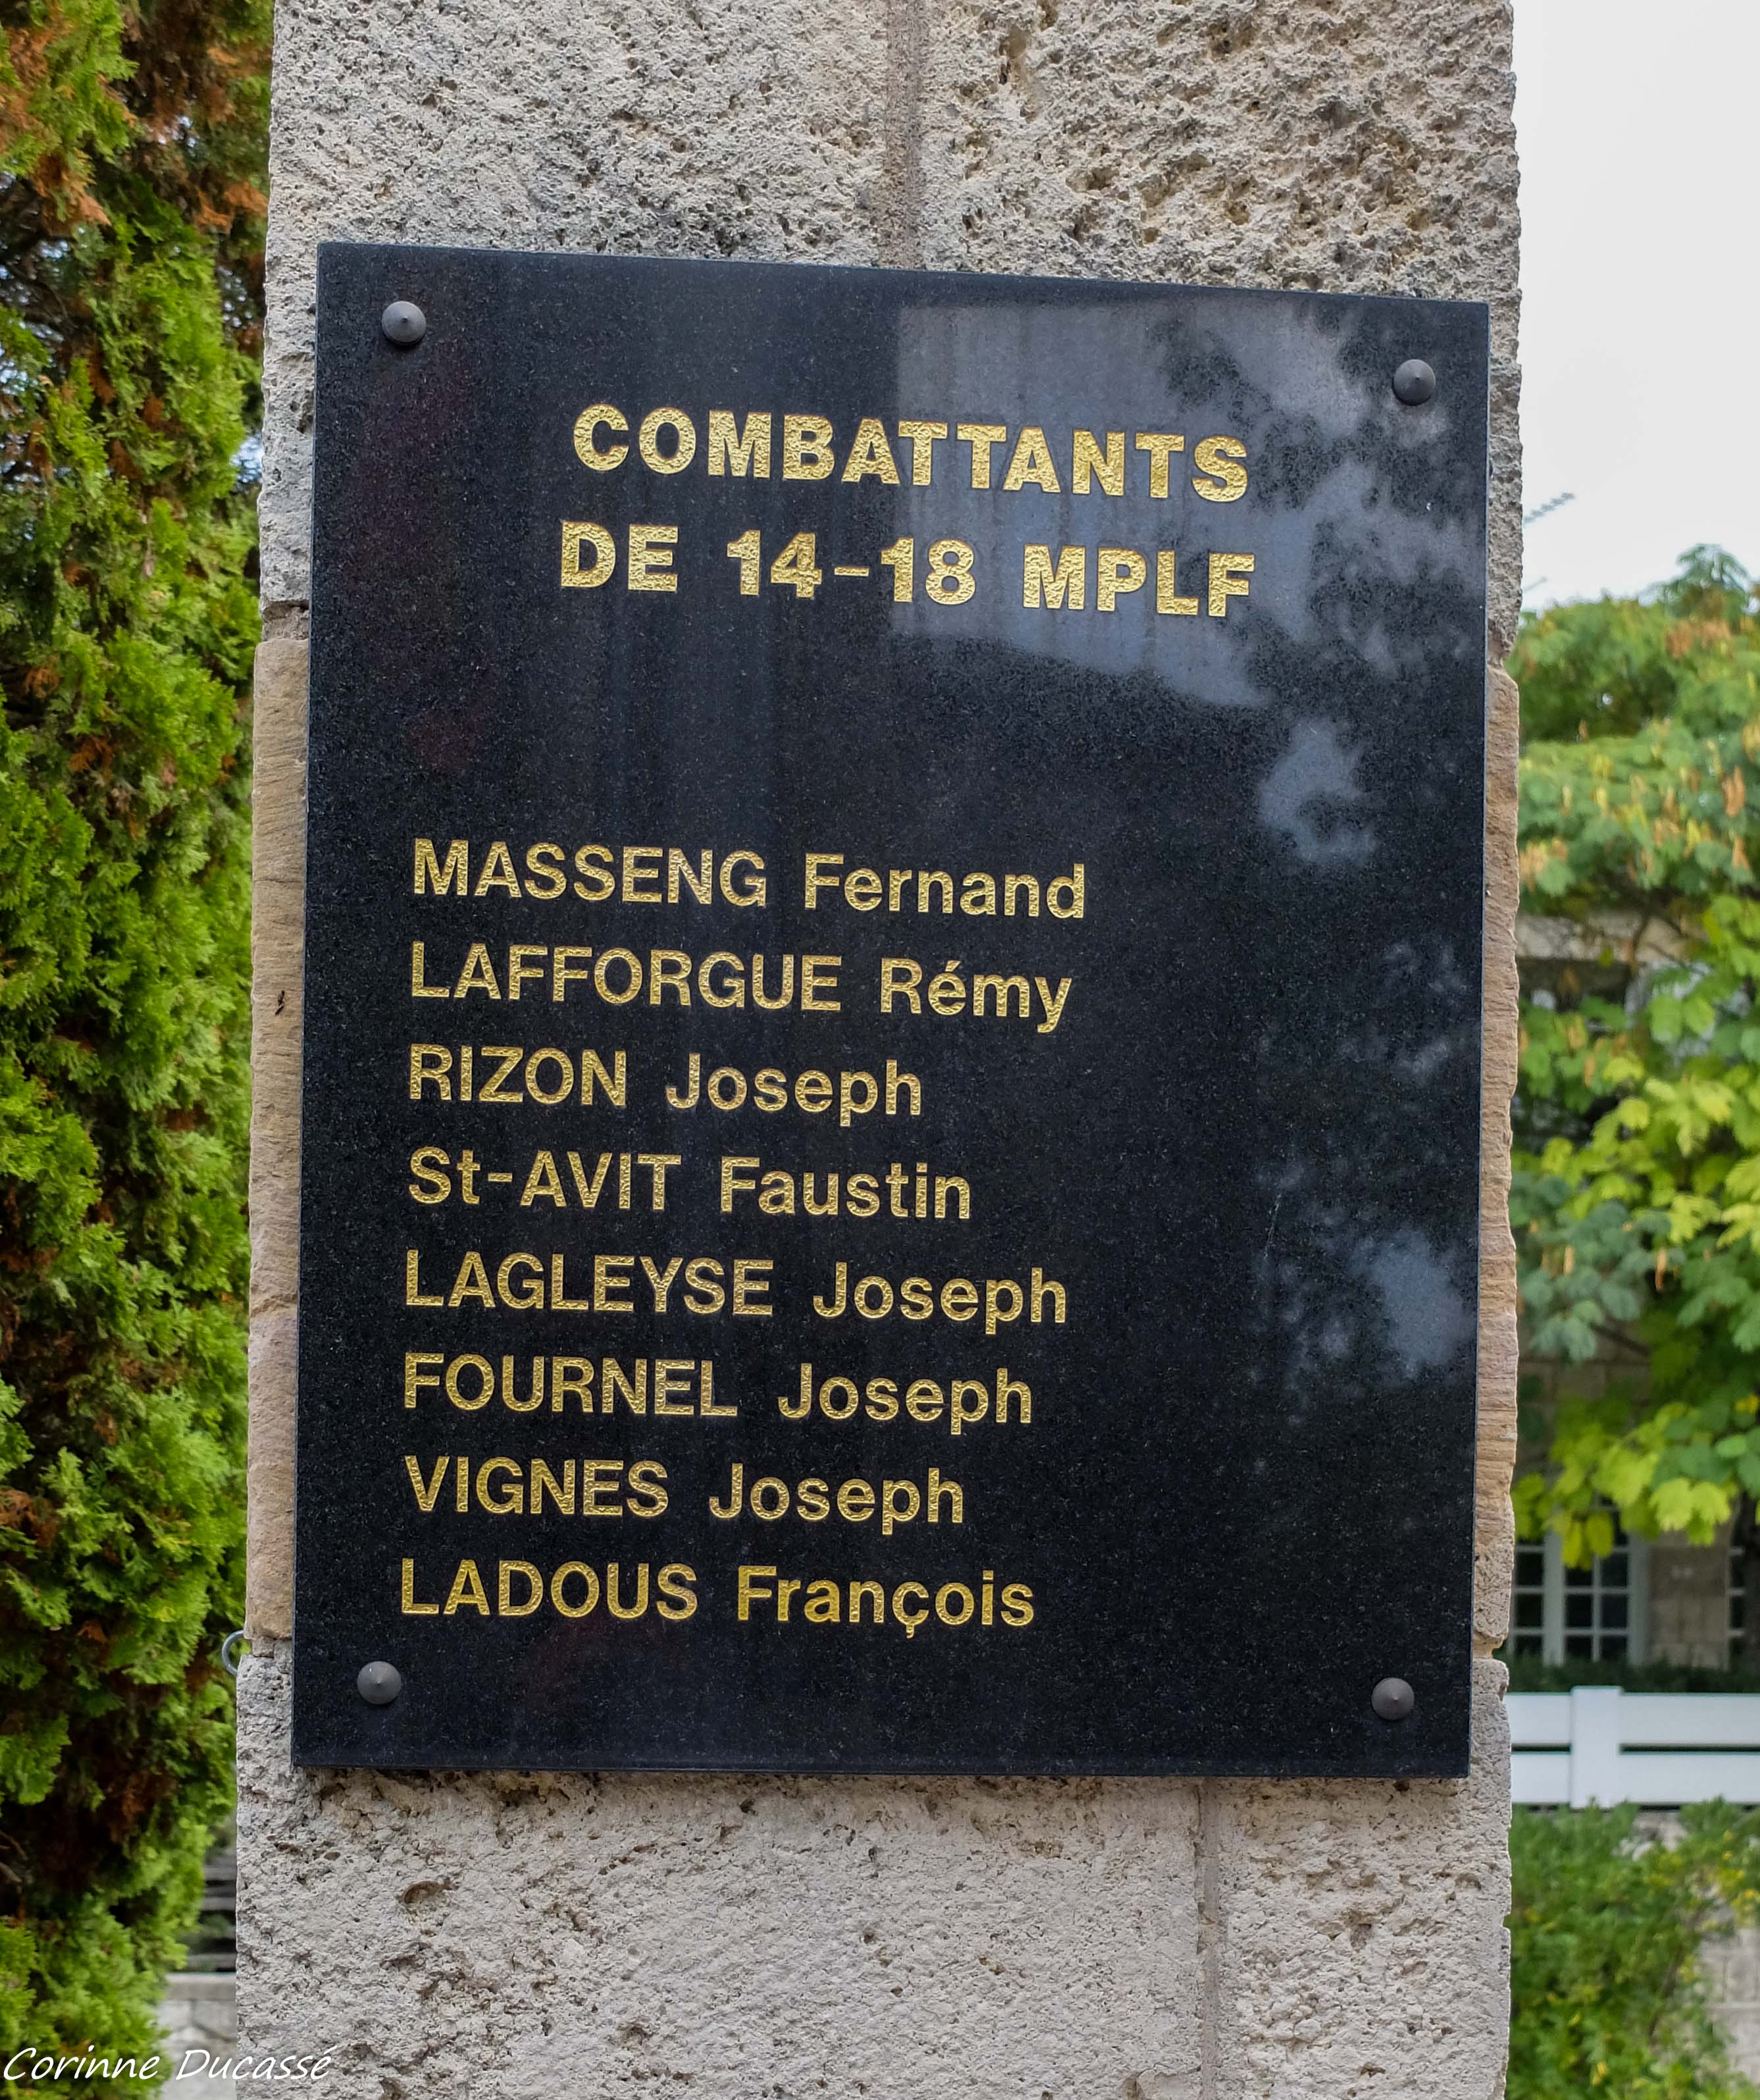 COMBATTANTS
DE 14-18 MPLF
MASSENG Fernand
LAFFORGUE Rémy
RIZON Joseph
St-AVIT Faustin
LAGLEYSE Joseph
FOURNEL Joseph
VIGNES Joseph
LADOUS François
Corinne Ducassé